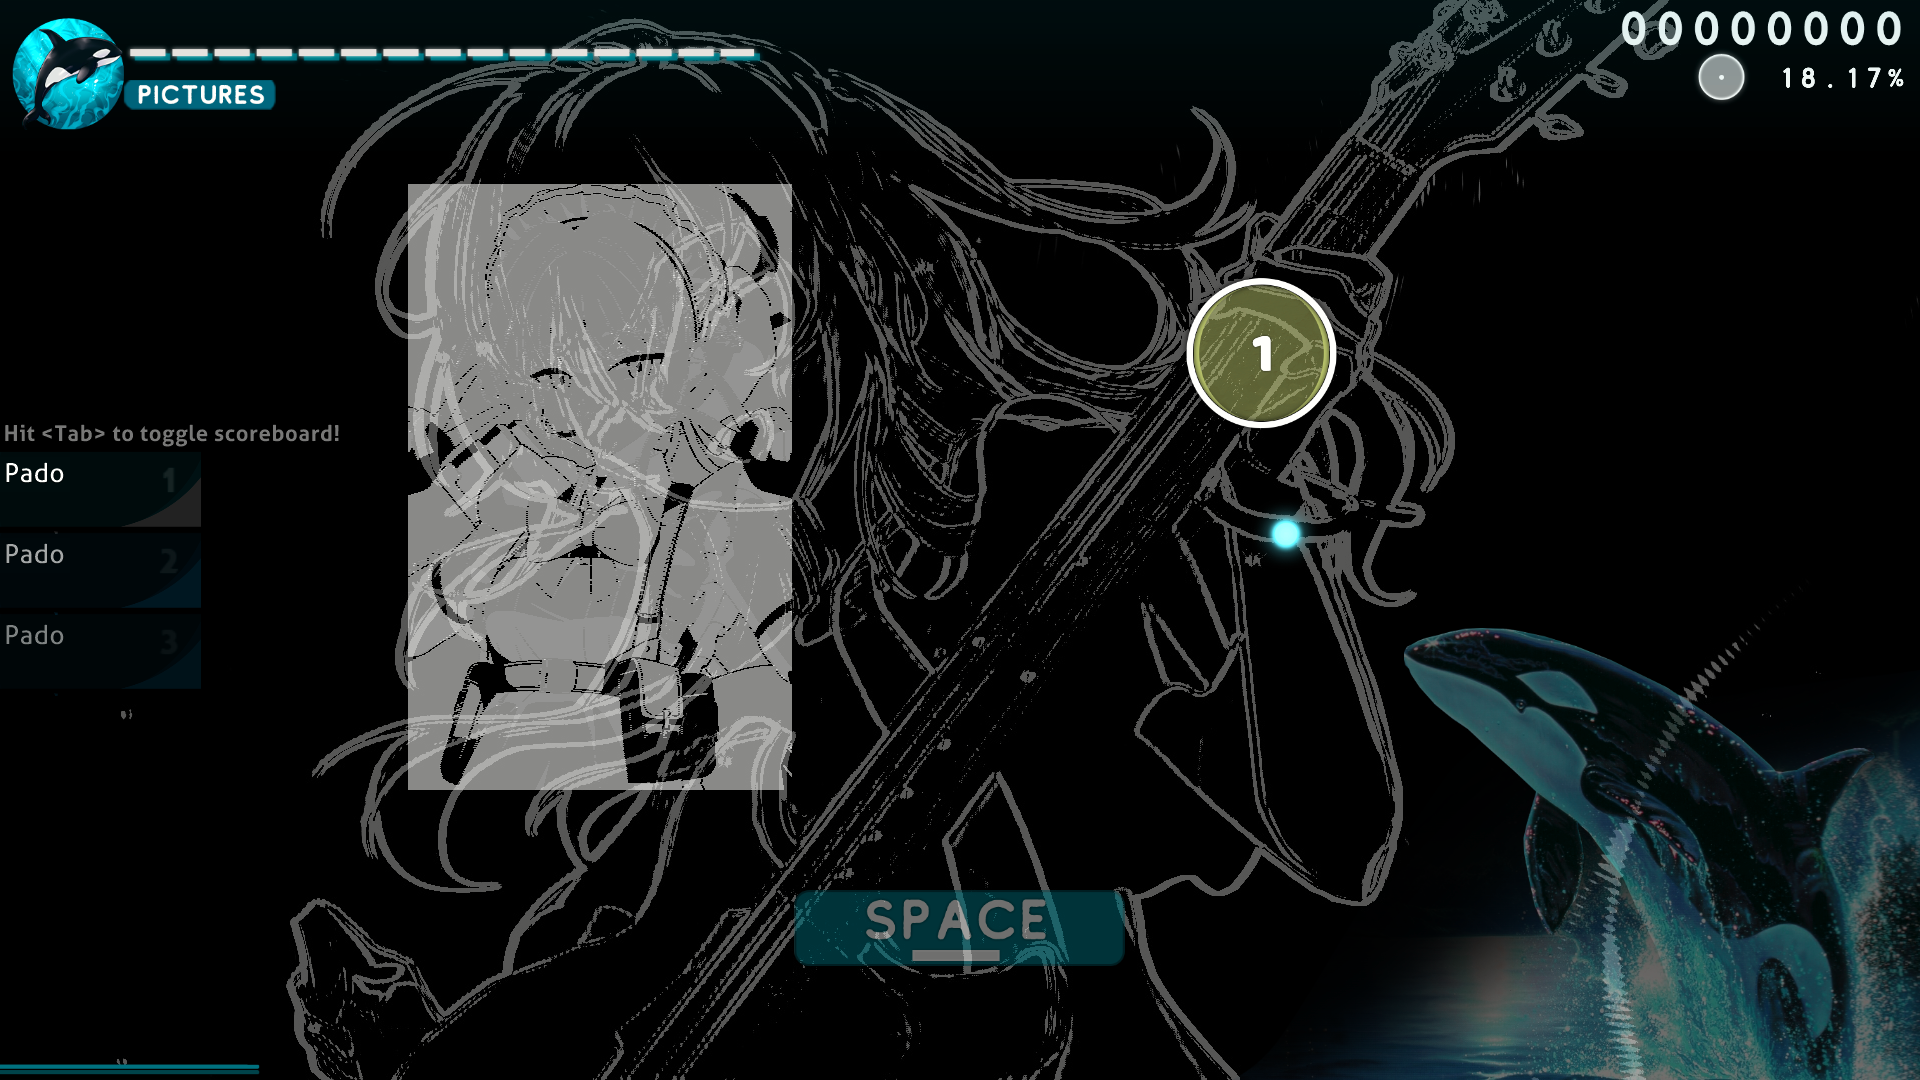 00000000
PICTURES
18.17%
1
Hit <Tab> to toggle scoreboard!
Pado 1
Pado 2
Pado 3
SPACE